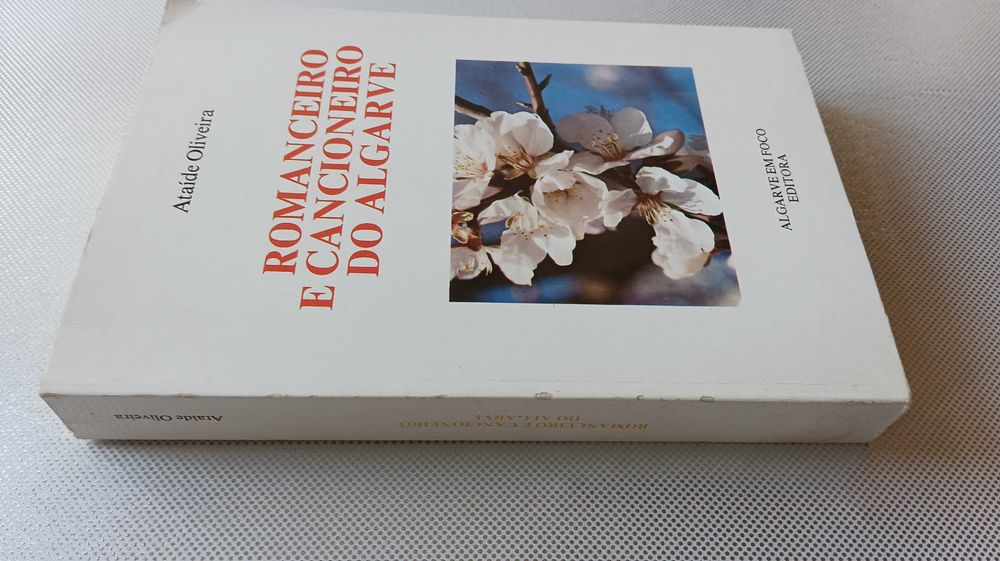 Ataíde Oliveira
ROMANCEIRO
E CANCIONEIRO
DO ALGARVE
ALGARVE EM FOCO
EDITORA
Ataíde Oliveira
ROMANCEIRO E CANCIONEIRO
DO ALGARVE